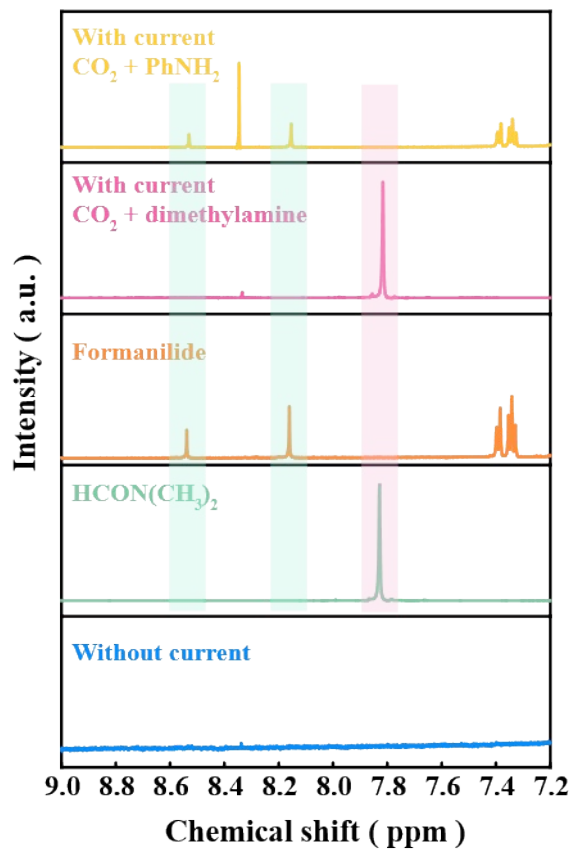 With current
CO₂ + PhNH₂
With current
CO₂ + dimethylamine
Formanilide
HCON(CH₃)₂
Without current
Intensity ( a.u. )
9.0 8.8 8.6 8.4 8.2 8.0 7.8 7.6 7.4 7.2
Chemical shift ( ppm )